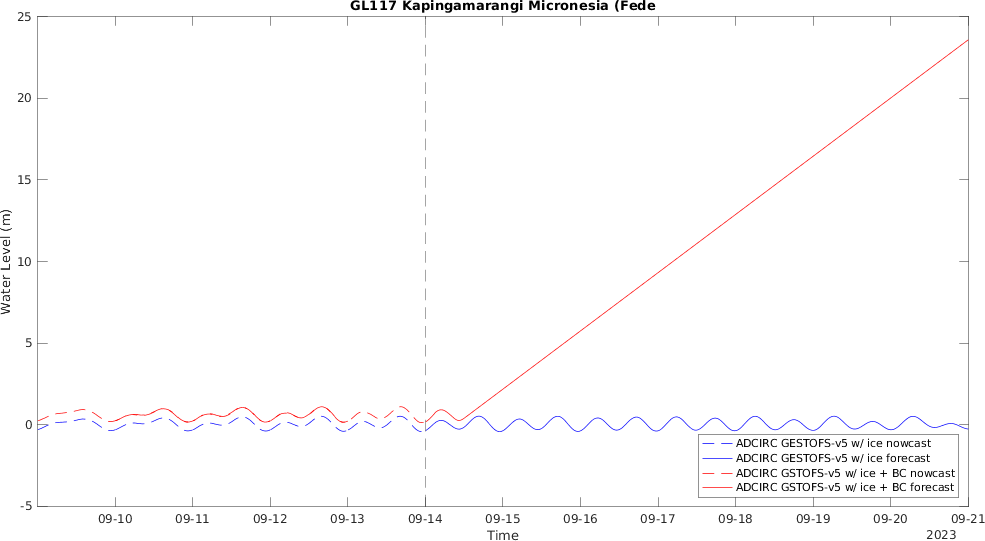 GL117 Kapingamarangi Micronesia (Fede
25
20
15
10
5
0
-5
Water Level (m)
09-10 09-11 09-12 09-13 09-14 09-15 09-16 09-17 09-18 09-19 09-20 09-21
Time
2023
ADCIRC GESTOFS-v5 w/ ice nowcast
ADCIRC GESTOFS-v5 w/ ice forecast
ADCIRC GSTOFS-v5 w/ ice + BC nowcast
ADCIRC GSTOFS-v5 w/ ice + BC forecast